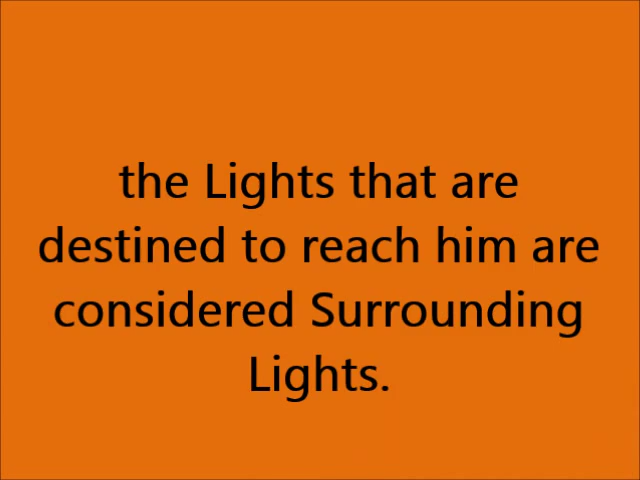 the Lights that are
destined to reach him are
considered Surrounding
Lights.